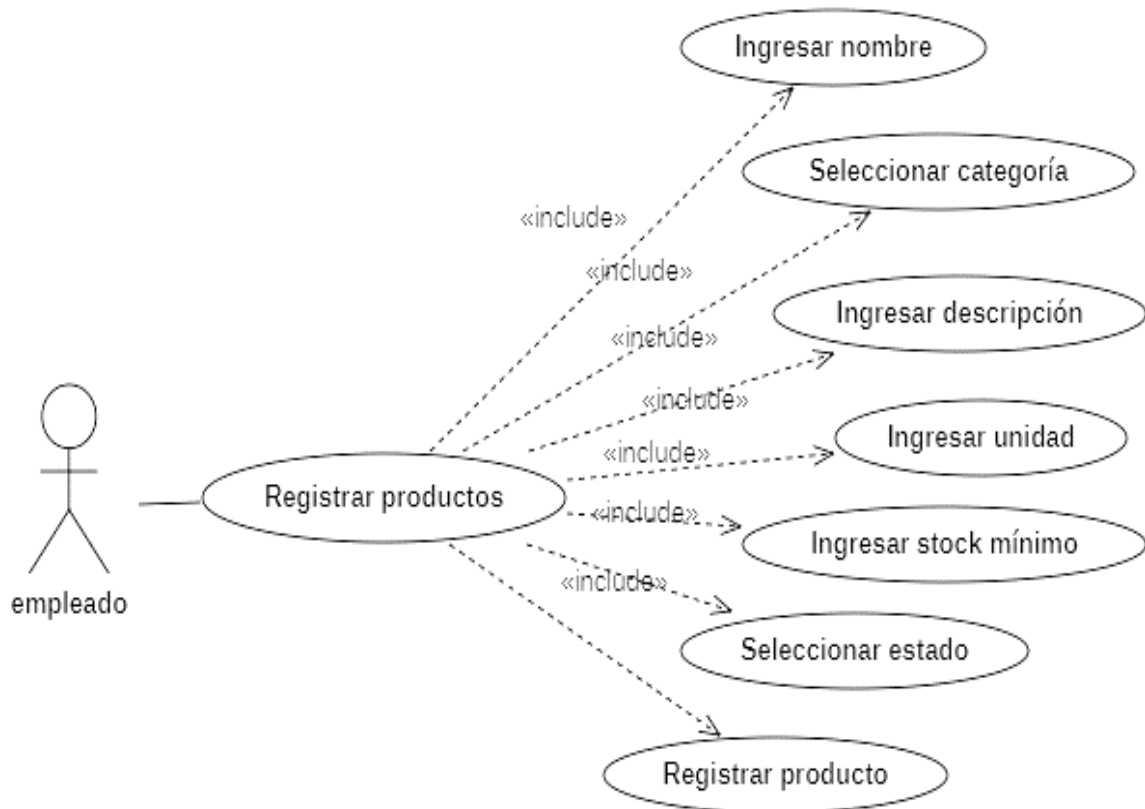 Ingresar nombre
Seleccionar categoría
«include»
«include»
Ingresar descripción
«include»
«include»
Ingresar unidad
«include»
Registrar productos
«include»
Ingresar stock mínimo
«include»
empleado
Seleccionar estado
Registrar producto